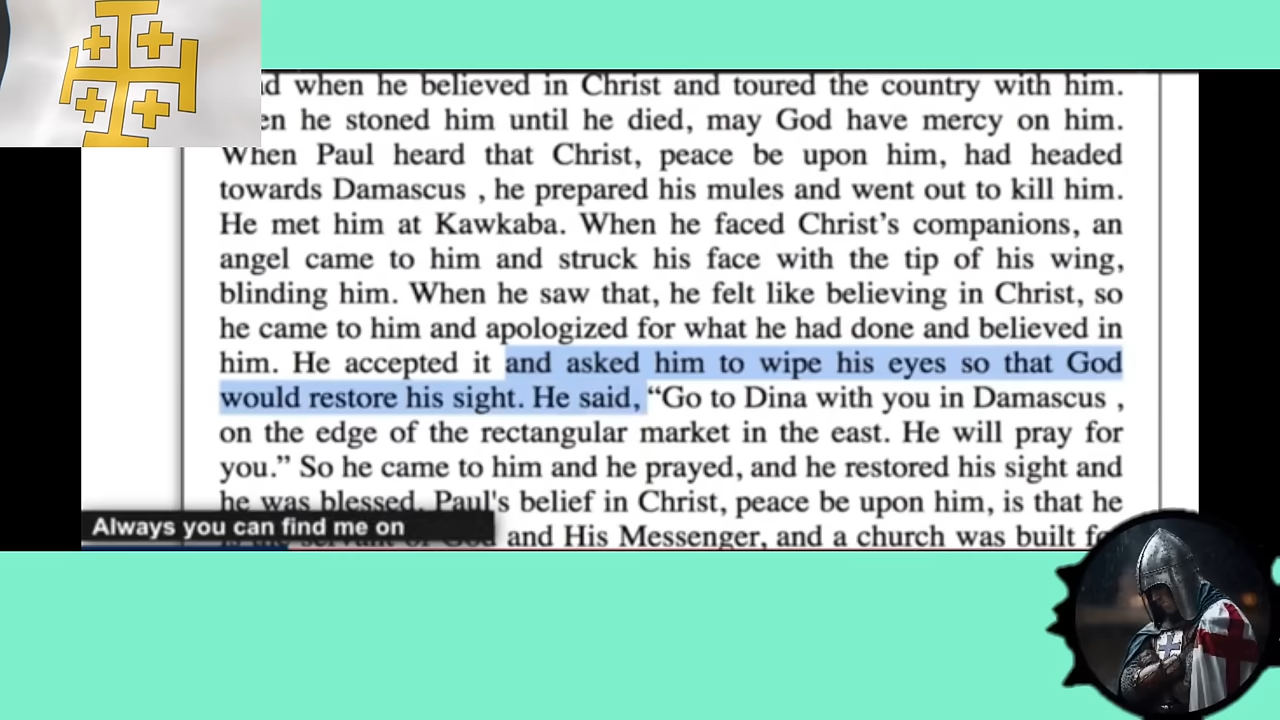 d when he believed in Christ and toured the country with him.
en he stoned him until he died, may God have mercy on him.
When Paul heard that Christ, peace be upon him, had headed
towards Damascus , he prepared his mules and went out to kill him.
He met him at Kawkaba. When he faced Christ’s companions, an
angel came to him and struck his face with the tip of his wing,
blinding him. When he saw that, he felt like believing in Christ, so
he came to him and apologized for what he had done and believed in
him. He accepted it and asked him to wipe his eyes so that God
would restore his sight. He said, “Go to Dina with you in Damascus ,
on the edge of the rectangular market in the east. He will pray for
you.” So he came to him and he prayed, and he restored his sight and
he was blessed. Paul's belief in Christ, peace be upon him, is that he
and His Messenger, and a church was built
Always you can find me on